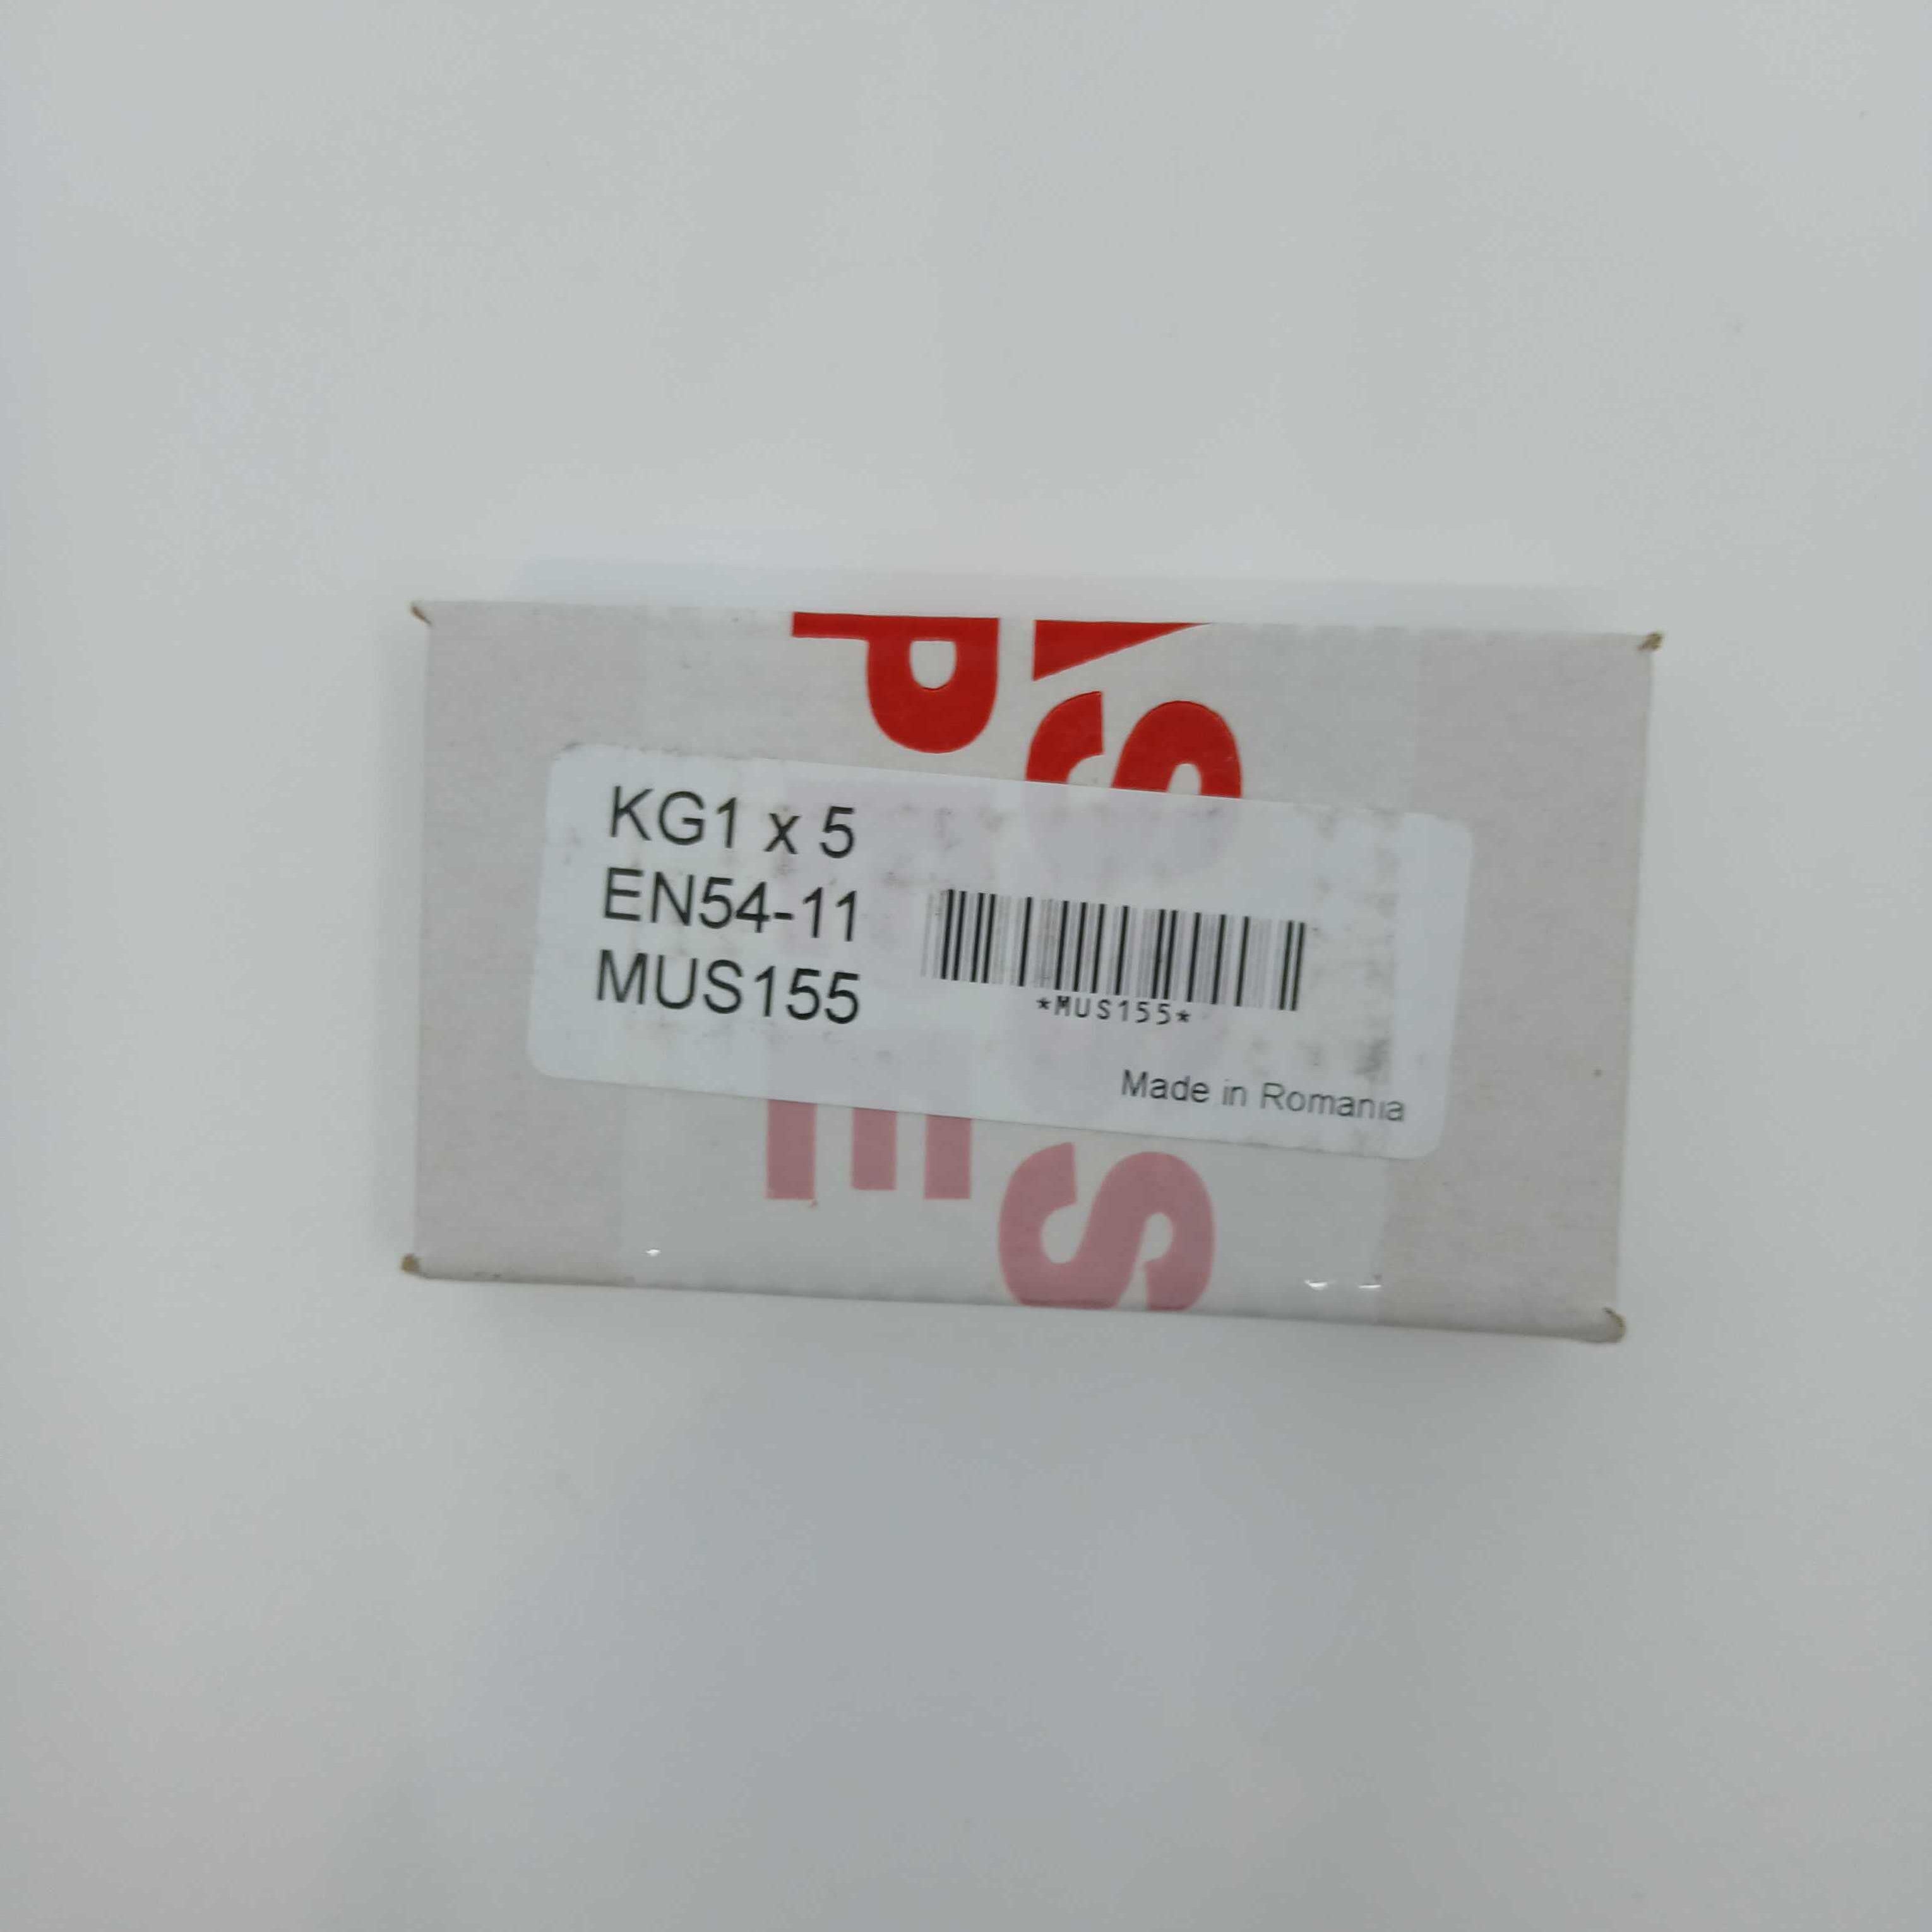 KG1 x 5
EN54-11
MUS155
*MUS155*
Made in Romania